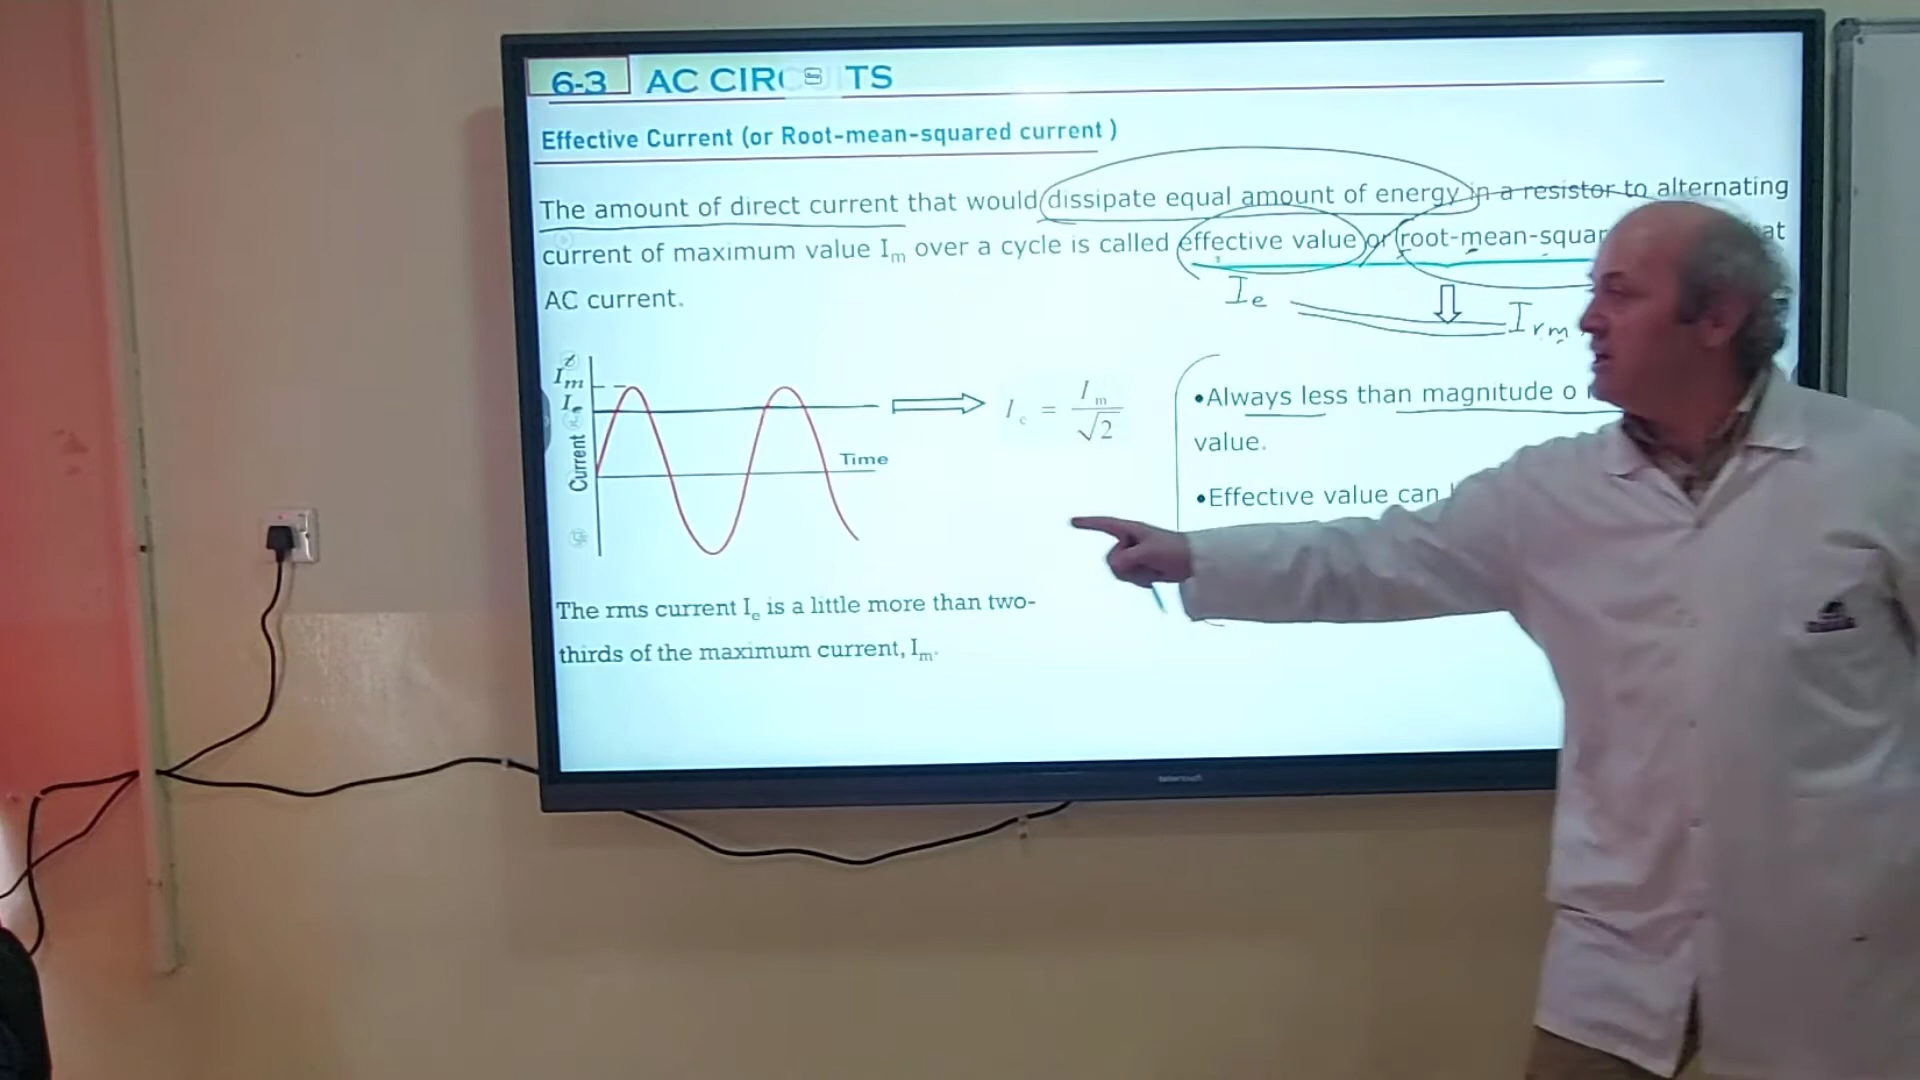 6-3 AC CIRCUITS
Effective Current (or Root-mean-squared current )
The amount of direct current that would dissipate equal amount of energy in a resistor to alternating
current of maximum value Iₘ over a cycle is called effective value or root-mean-squar at
AC current.
Iₑ Iᵣₘ
Iₘ
Iₑ
Current
Time
Iₑ = Iₘ/√2
•Always less than magnitude o
value.
•Effective value can
The rms current Iₑ is a little more than two-
thirds of the maximum current, Iₘ.